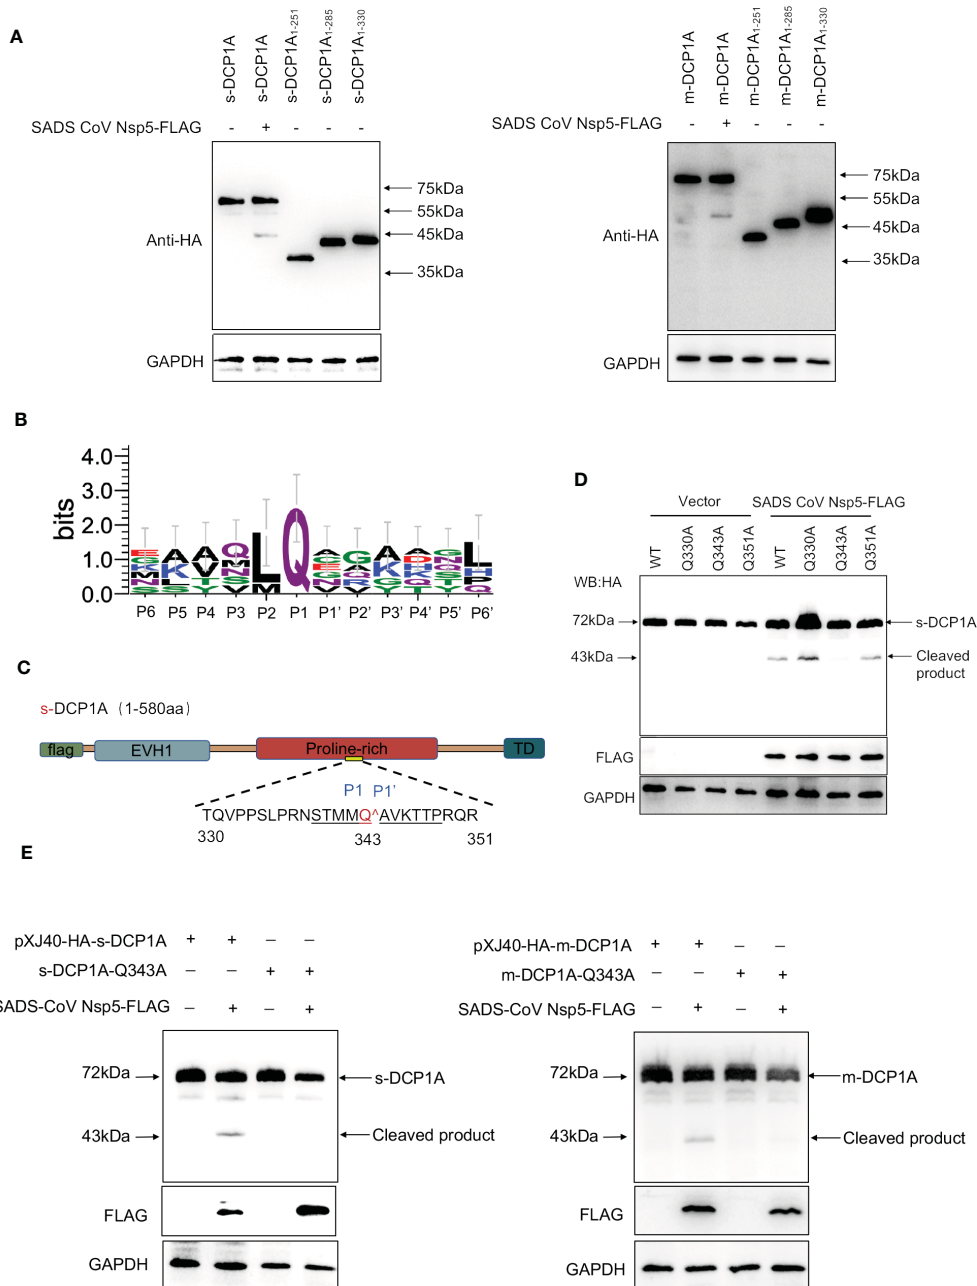 A
s-DCP1A
s-DCP1A
s-DCP1A1-251
s-DCP1A1-285
s-DCP1A1-330
SADS CoV Nsp5-FLAG - + - - -
Anti-HA
75kDa
55kDa
45kDa
35kDa
GAPDH
m-DCP1A
m-DCP1A
m-DCP1A1-251
m-DCP1A1-285
m-DCP1A1-330
SADS CoV Nsp5-FLAG - + - - -
Anti-HA
75kDa
55kDa
45kDa
35kDa
GAPDH
B
bits
4.0
3.0
2.0
1.0
0.0
P6 P5 P4 P3 P2 P1 P1' P2' P3' P4' P5' P6'
C
s-DCP1A (1-580aa)
flag EVH1 Proline-rich TD
P1 P1'
TQVPPSLPRNSTMMQ^AVKTTPRQR
330 343 351
D
Vector SADS CoV Nsp5-FLAG
WT Q330A Q343A Q351A WT Q330A Q343A Q351A
WB:HA
72kDa
s-DCP1A
43kDa
Cleaved
product
FLAG
GAPDH
E
pXJ40-HA-s-DCP1A + + − −
s-DCP1A-Q343A − − + +
SADS-CoV Nsp5-FLAG − + − +
72kDa
s-DCP1A
43kDa
Cleaved product
FLAG
GAPDH
pXJ40-HA-m-DCP1A + + − −
m-DCP1A-Q343A − − + +
SADS-CoV Nsp5-FLAG − + − +
72kDa
m-DCP1A
43kDa
Cleaved product
FLAG
GAPDH